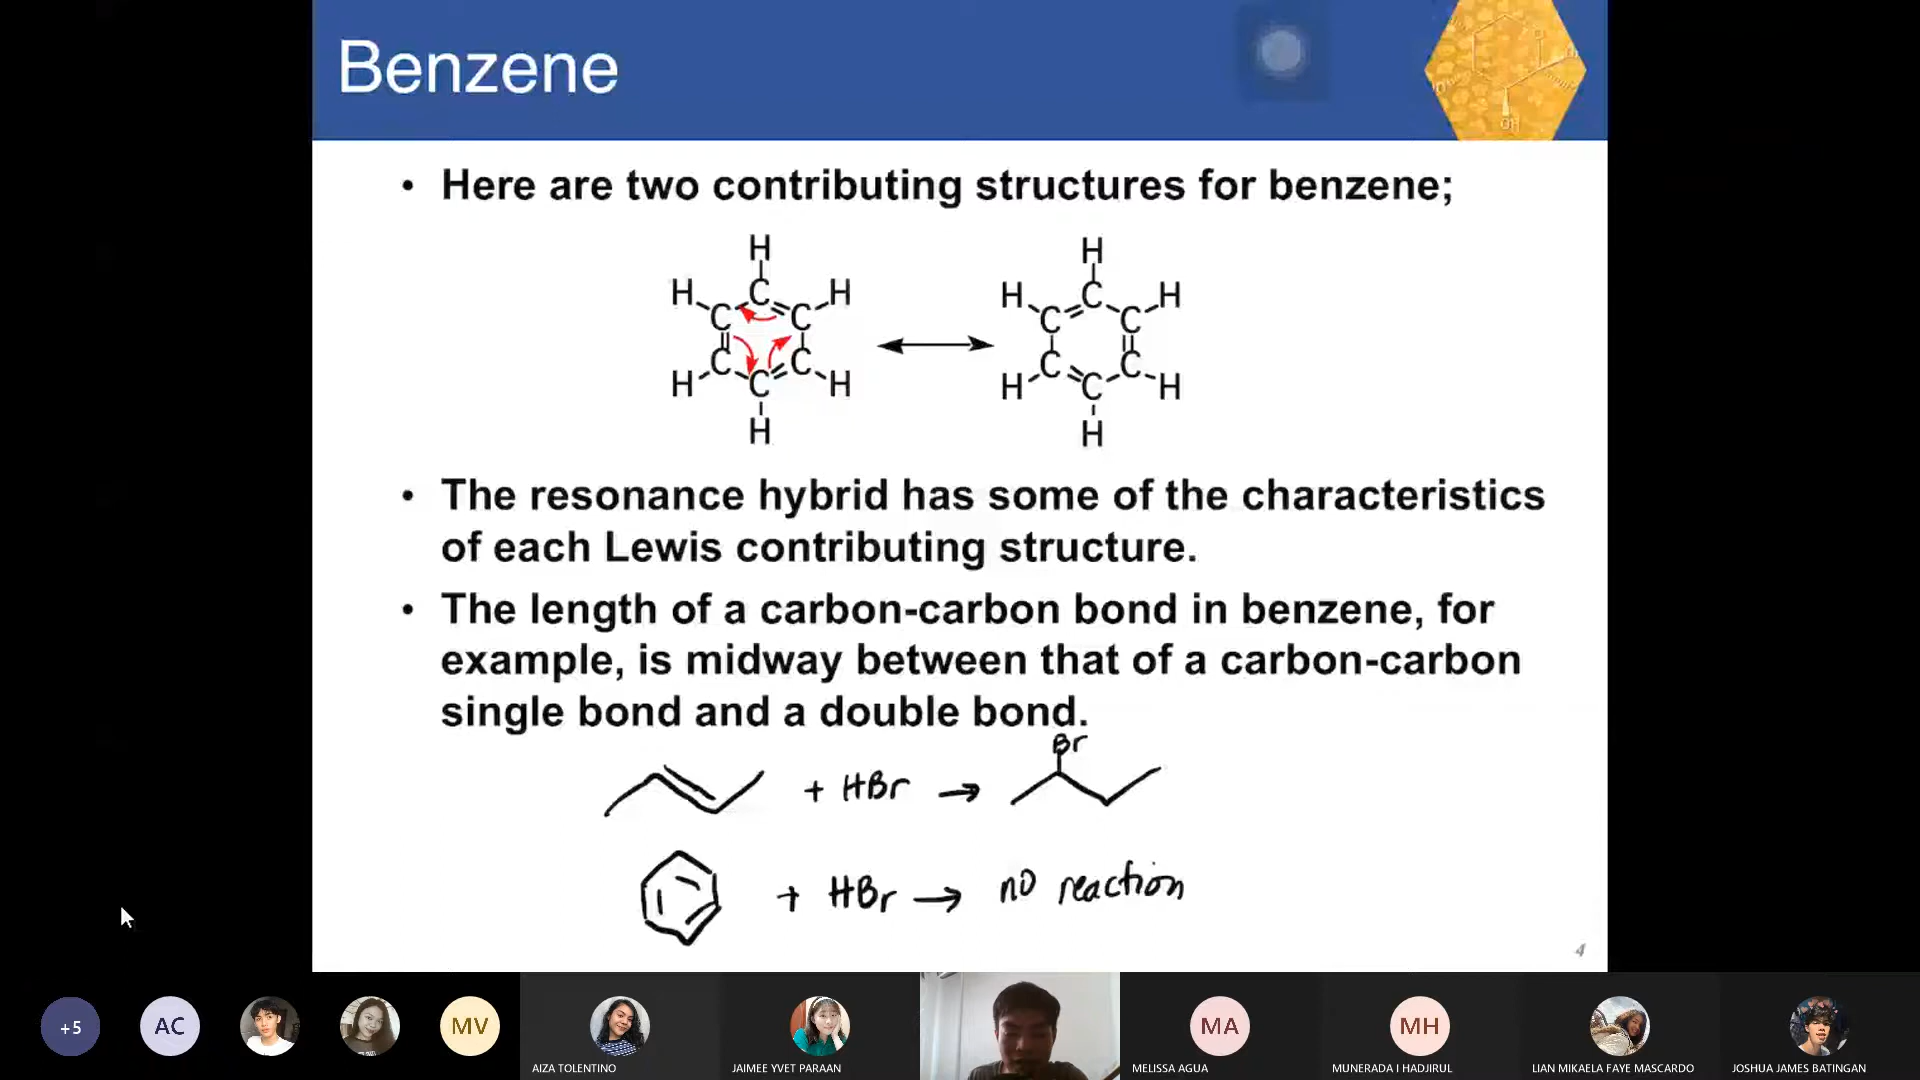 Benzene
OH
• Here are two contributing structures for benzene;
H H
H C H H C H
C C C C
C C C C
H C H H C H
H H
• The resonance hybrid has some of the characteristics
of each Lewis contributing structure.
• The length of a carbon-carbon bond in benzene, for
example, is midway between that of a carbon-carbon
single bond and a double bond.
Br
+ HBr →
+ HBr → no reaction
4
+5 AC MV MA MH
AIZA TOLENTINO JAIMEE YVET PARAAN MELISSA AGUA MUNERADA I HADJIRUL LIAN MIKAELA FAYE MASCARDO JOSHUA JAMES BATINGAN